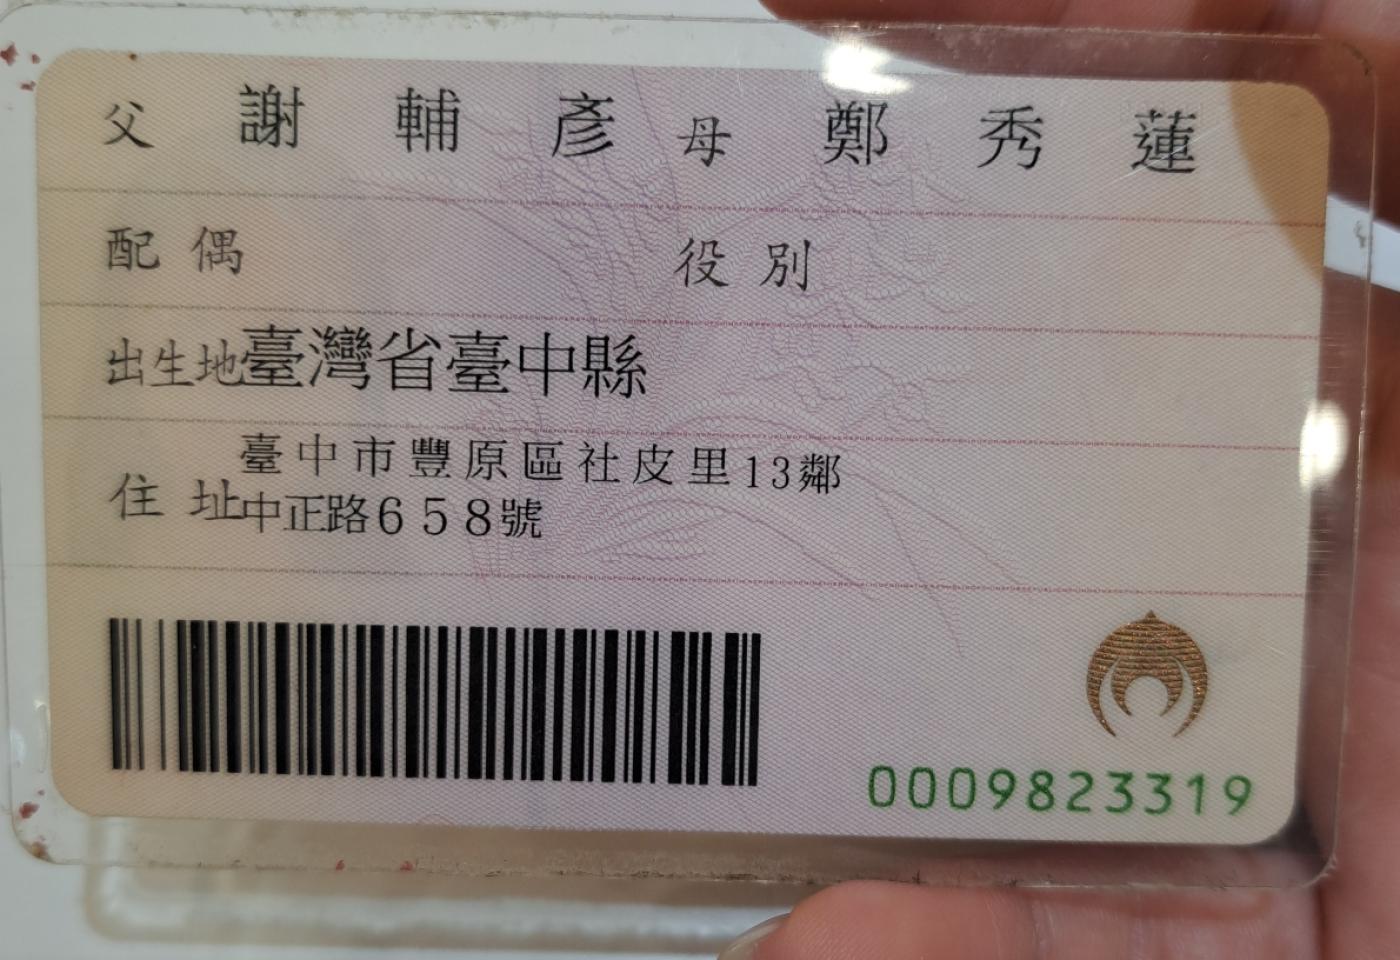 父 謝輔彥 母 鄭秀蓮
配偶 役別
出生地臺灣省臺中縣
住址 臺中市豐原區社皮里13鄰
中正路658號
0009823319